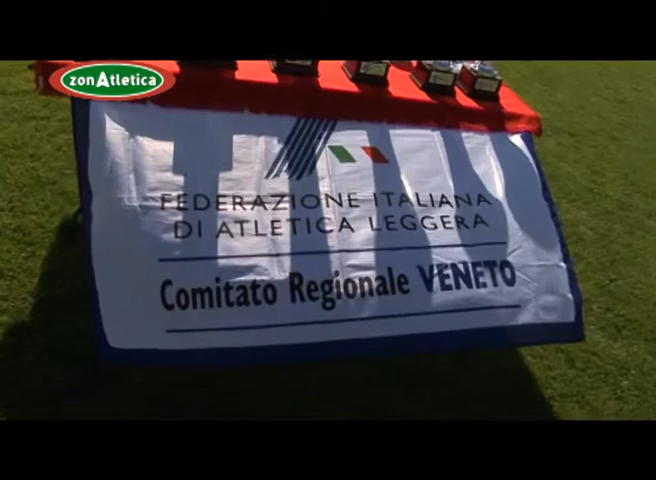 zonAtletica
FEDERAZIONE ITALIANA
DI ATLETICA LEGGERA
Comitato Regionale VENETO